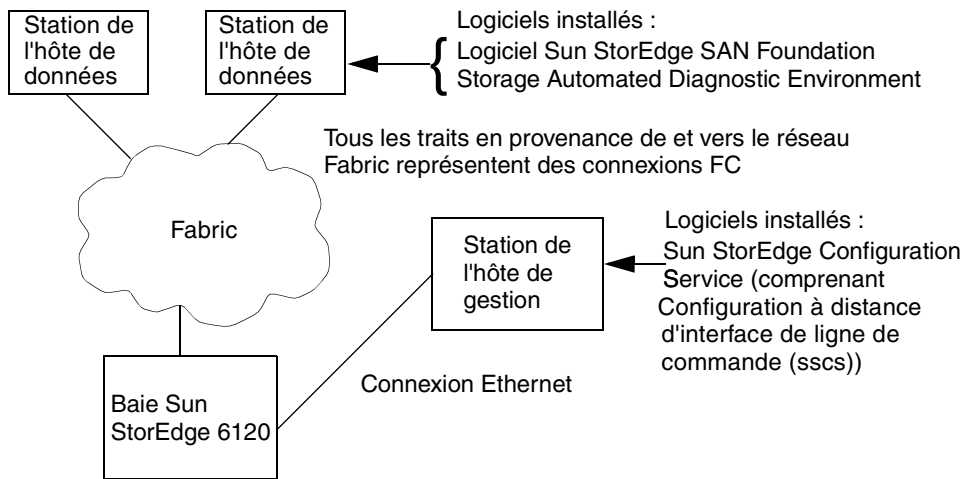 Station de
l'hôte de
données
Station de
l'hôte de
données
Logiciels installés :
Logiciel Sun StorEdge SAN Foundation
Storage Automated Diagnostic Environment
Tous les traits en provenance de et vers le réseau
Fabric représentent des connexions FC
Fabric
Station de
l'hôte de
gestion
Logiciels installés :
Sun StorEdge Configuration
Service (comprenant
Configuration à distance
d'interface de ligne de
commande (sscs))
Connexion Ethernet
Baie Sun
StorEdge 6120